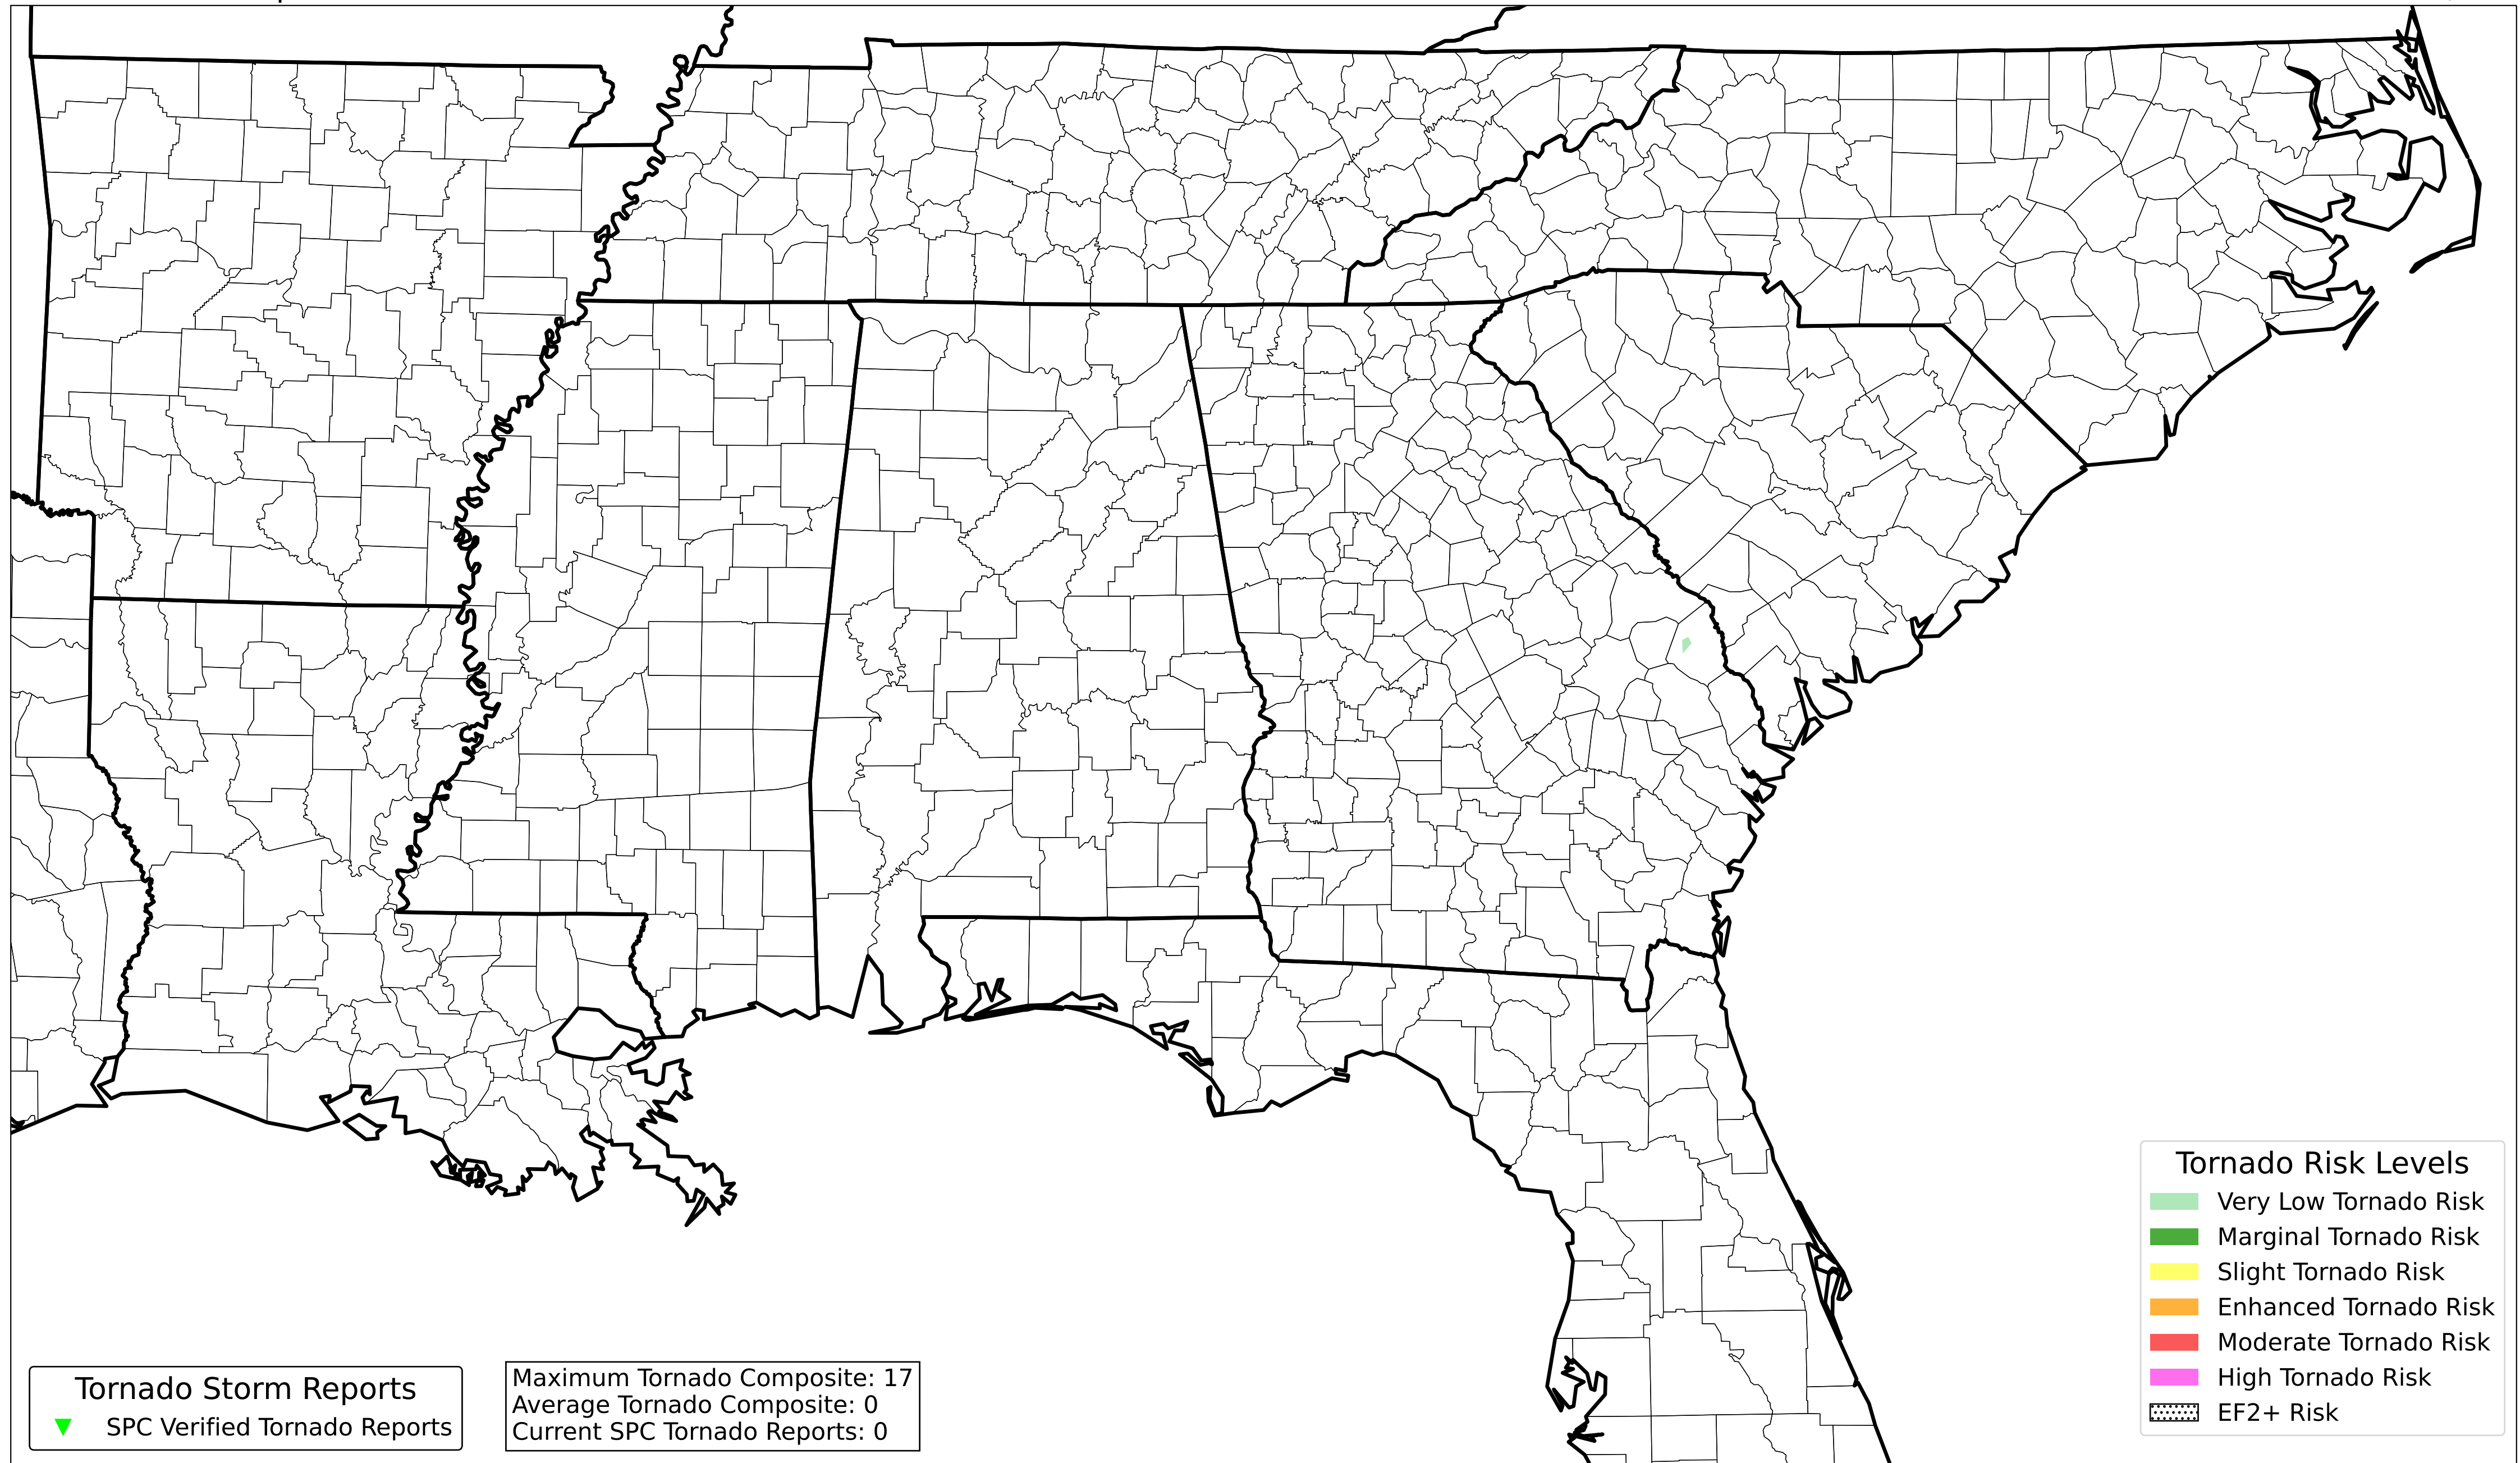 Tornado Risk Levels
Very Low Tornado Risk
Marginal Tornado Risk
Slight Tornado Risk
Enhanced Tornado Risk
Moderate Tornado Risk
High Tornado Risk
EF2+ Risk
Tornado Storm Reports
SPC Verified Tornado Reports
Maximum Tornado Composite: 17
Average Tornado Composite: 0
Current SPC Tornado Reports: 0